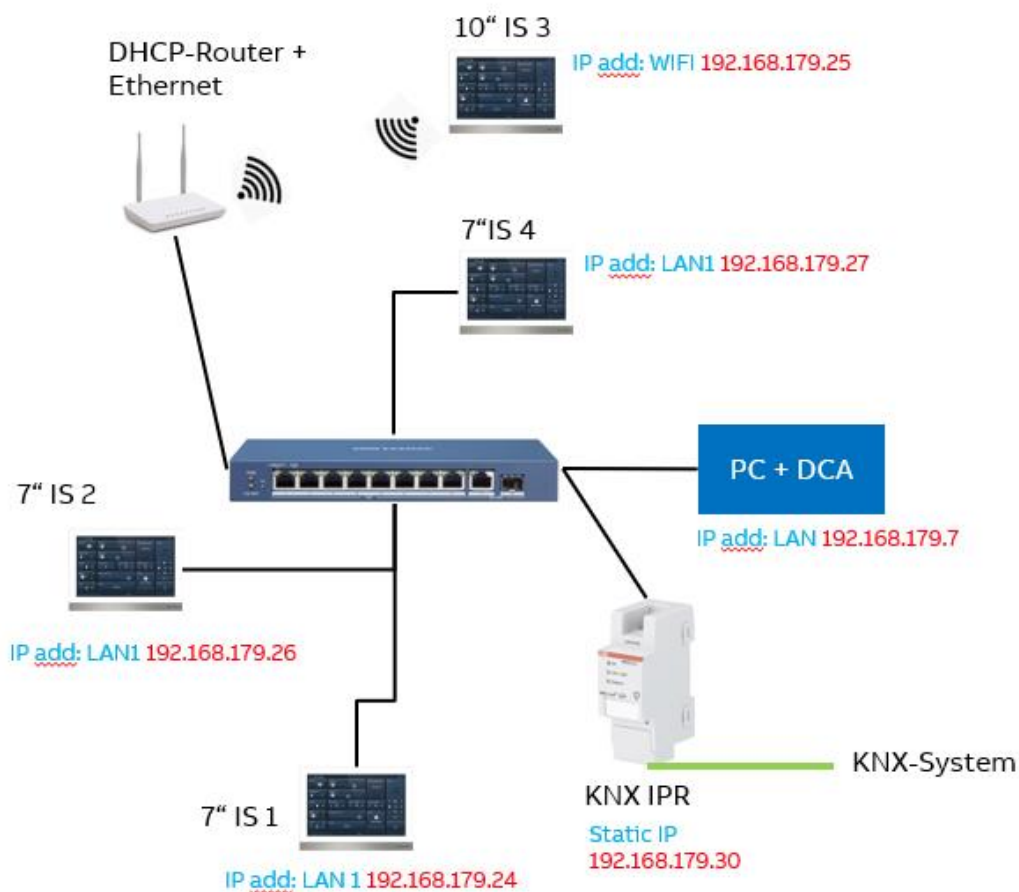 10“ IS 3
IP add: WIFI 192.168.179.25
DHCP-Router +
Ethernet
7“IS 4
IP add: LAN1 192.168.179.27
PC + DCA
IP add: LAN 192.168.179.7
7“ IS 2
IP add: LAN1 192.168.179.26
KNX-System
KNX IPR
Static IP
192.168.179.30
7“ IS 1
IP add: LAN 1 192.168.179.24